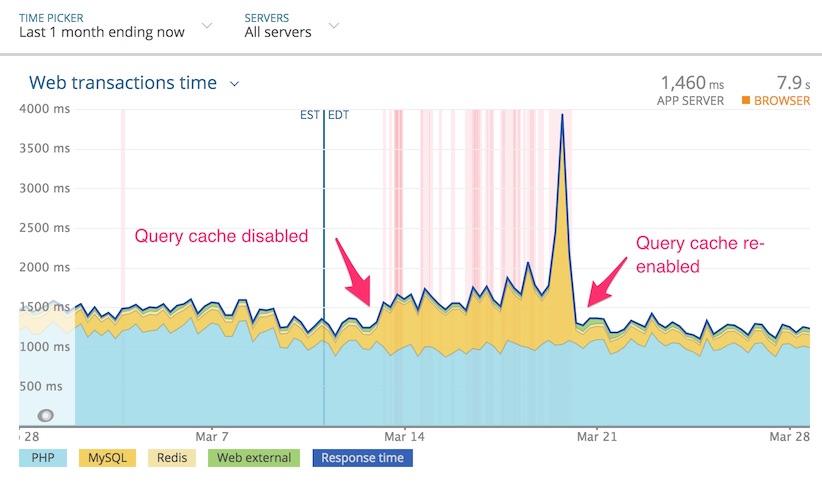 TIME PICKER
Last 1 month ending now
SERVERS
All servers
Web transactions time
1,460 ms
APP SERVER
7.9 s
BROWSER
4000 ms
EST EDT
3500 ms
3000 ms
2500 ms
Query cache disabled
Query cache re-
enabled
2000 ms
1500 ms
1000 ms
500 ms
28
Mar 7
Mar 14
Mar 21
Mar 28
PHP
MySQL
Redis
Web external
Response time